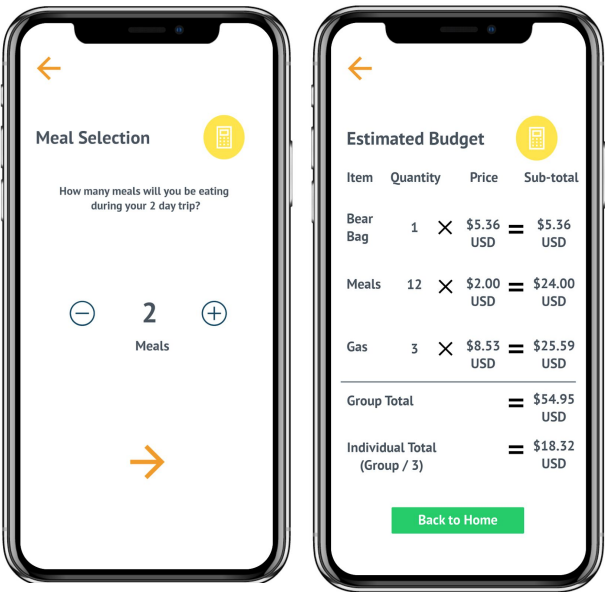 Meal Selection
How many meals will you be eating
during your 2 day trip?
2
Meals
Estimated Budget
Item Quantity Price Sub-total
Bear Bag 1 × $5.36 USD = $5.36 USD
Meals 12 × $2.00 USD = $24.00 USD
Gas 3 × $8.53 USD = $25.59 USD
Group Total = $54.95 USD
Individual Total (Group / 3) = $18.32 USD
Back to Home